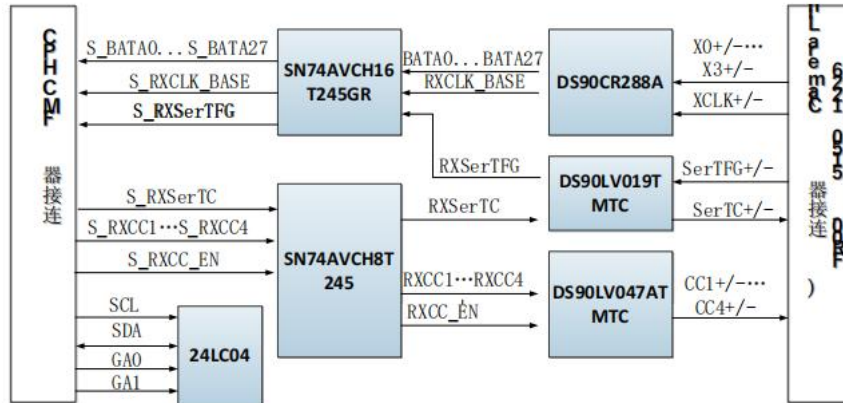 FMCHPC
器接连
S_BATA0...S_BATA27
S_RXCLK_BASE
S_RXSerTFG
SN74AVCH16
T245GR
BATA0...BATA27
RXCLK_BASE
DS90CR288A
X0+/-···
X3+/-
XCLK+/-
RXSerTFG
DS90LV019T
MTC
SerTFG+/-
SerTC+/-
S_RXSerTC
S_RXCC1···S_RXCC4
S_RXCC_EN
SN74AVCH8T
245
RXSerTC
RXCC1···RXCC4
RXCC_EN
DS90LV047AT
MTC
CC1+/-···
CC4+/-
SCL
SDA
GA0
GA1
24LC04
器接连
)